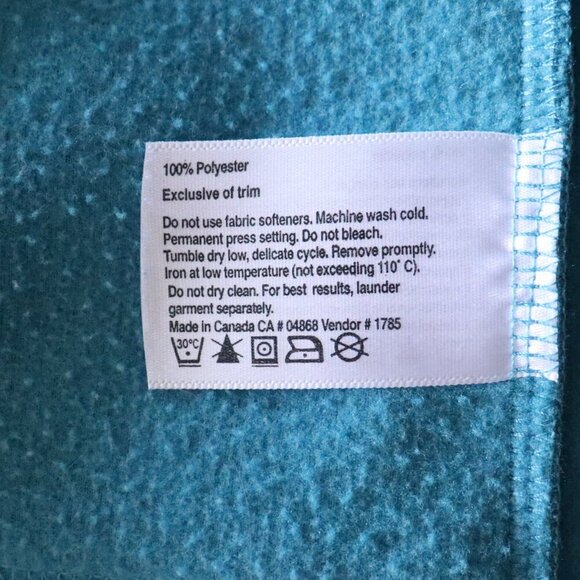 100% Polyester
Exclusive of trim
Do not use fabric softeners. Machine wash cold.
Permanent press setting. Do not bleach.
Tumble dry low, delicate cycle. Remove promptly.
Iron at low temperature (not exceeding 110˚ C).
Do not dry clean. For best results, launder
garment separately.
Made in Canada CA # 04868 Vendor # 1785
30°C